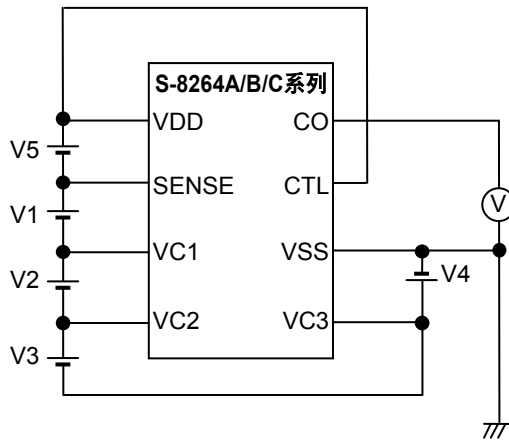 S-8264A/B/C系列
VDD
CO
V5
SENSE
CTL
V
V1
VC1
VSS
V2
V4
VC2
VC3
V3